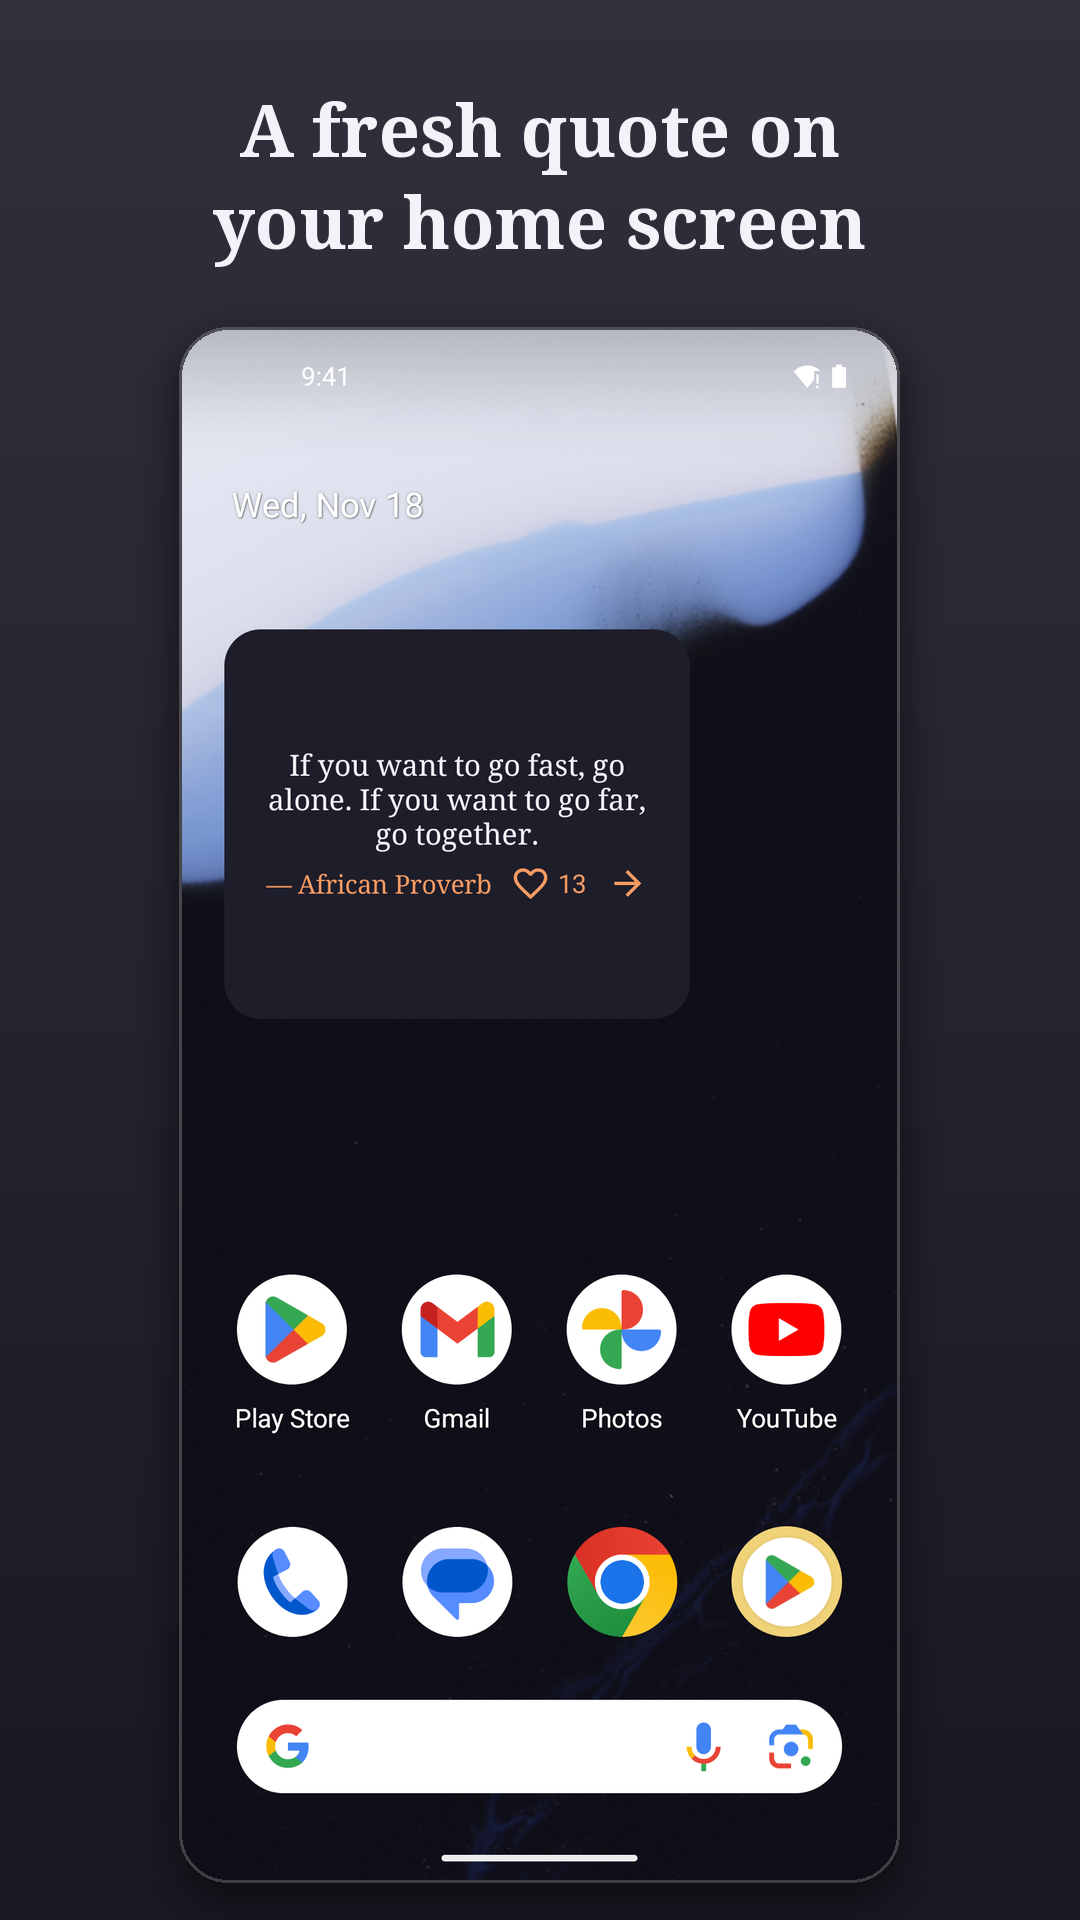 A fresh quote on
your home screen
9:41
Wed, Nov 18
If you want to go fast, go
alone. If you want to go far,
go together.
— African Proverb 13
Play Store Gmail Photos YouTube